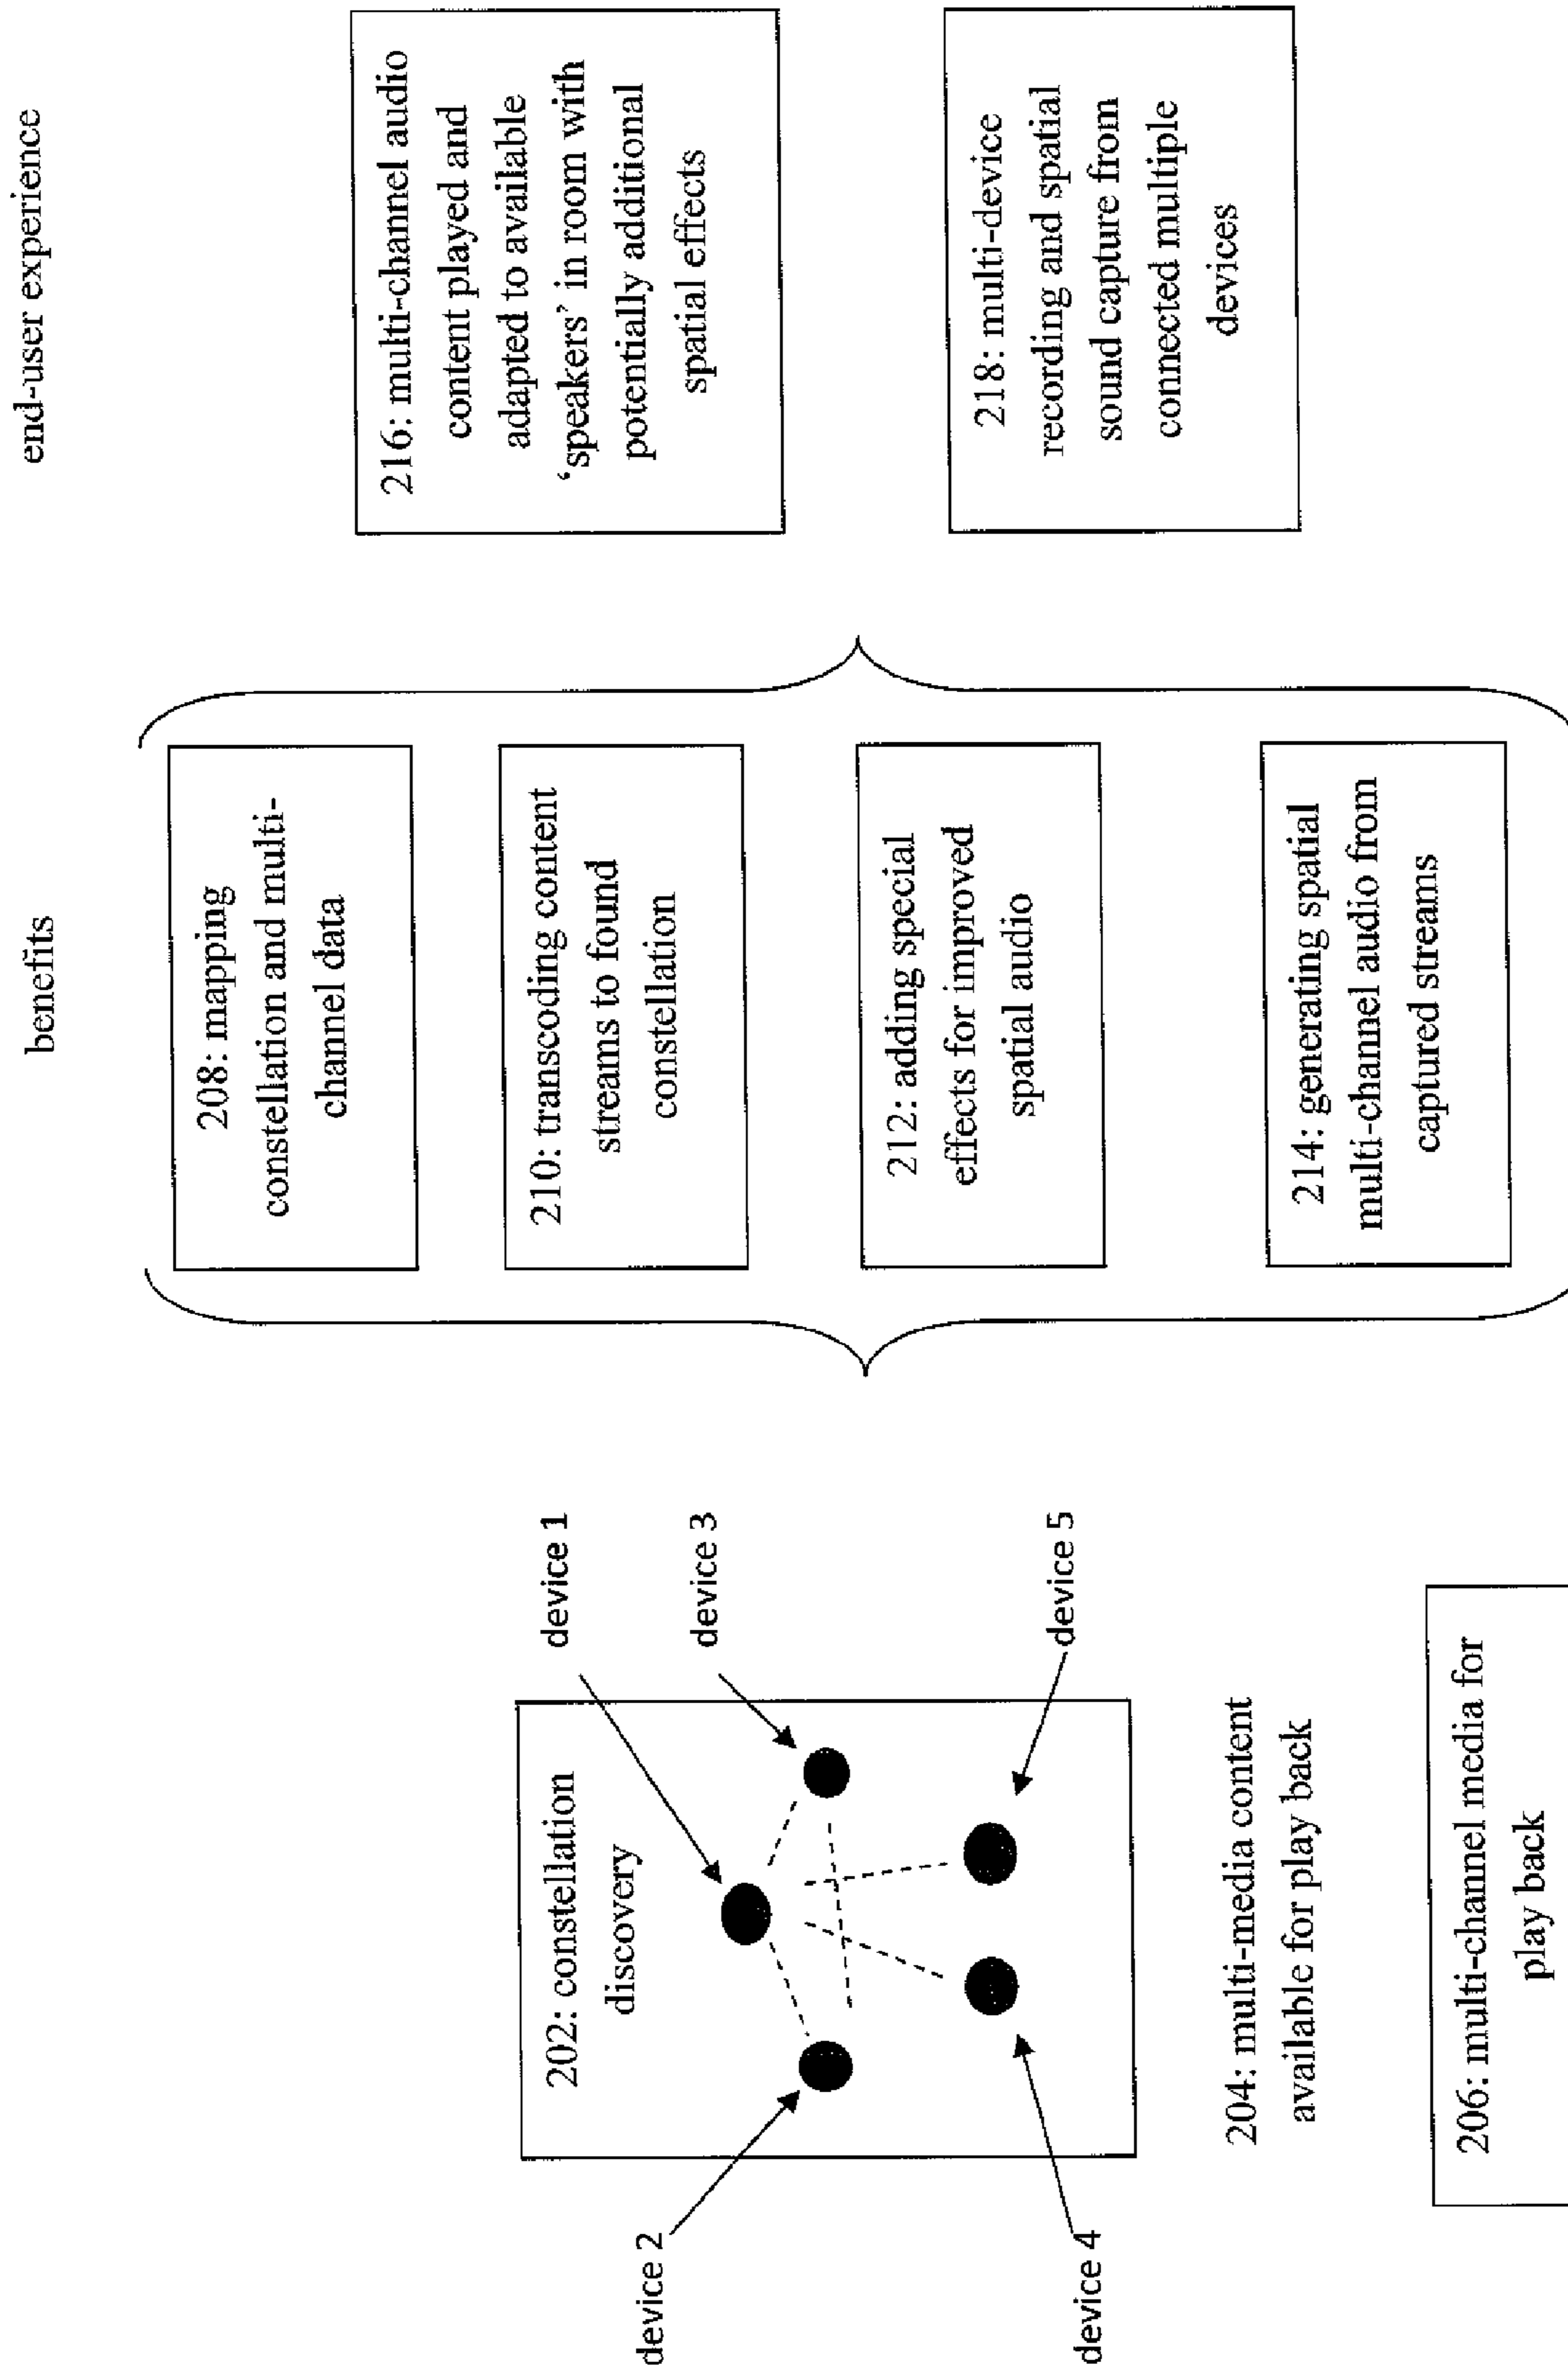 202: constellation
discovery
device 1
device 2
device 3
device 4
device 5
204: multi-media content
available for play back
206: multi-channel media for
play back
benefits
208: mapping
constellation and multi-
channel data
210: transcoding content
streams to found
constellation
212: adding special
effects for improved
spatial audio
214: generating spatial
multi-channel audio from
captured streams
end-user experience
216: multi-channel audio
content played and
adapted to available
‘speakers’ in room with
potentially additional
spatial effects
218: multi-device
recording and spatial
sound capture from
connected multiple
devices